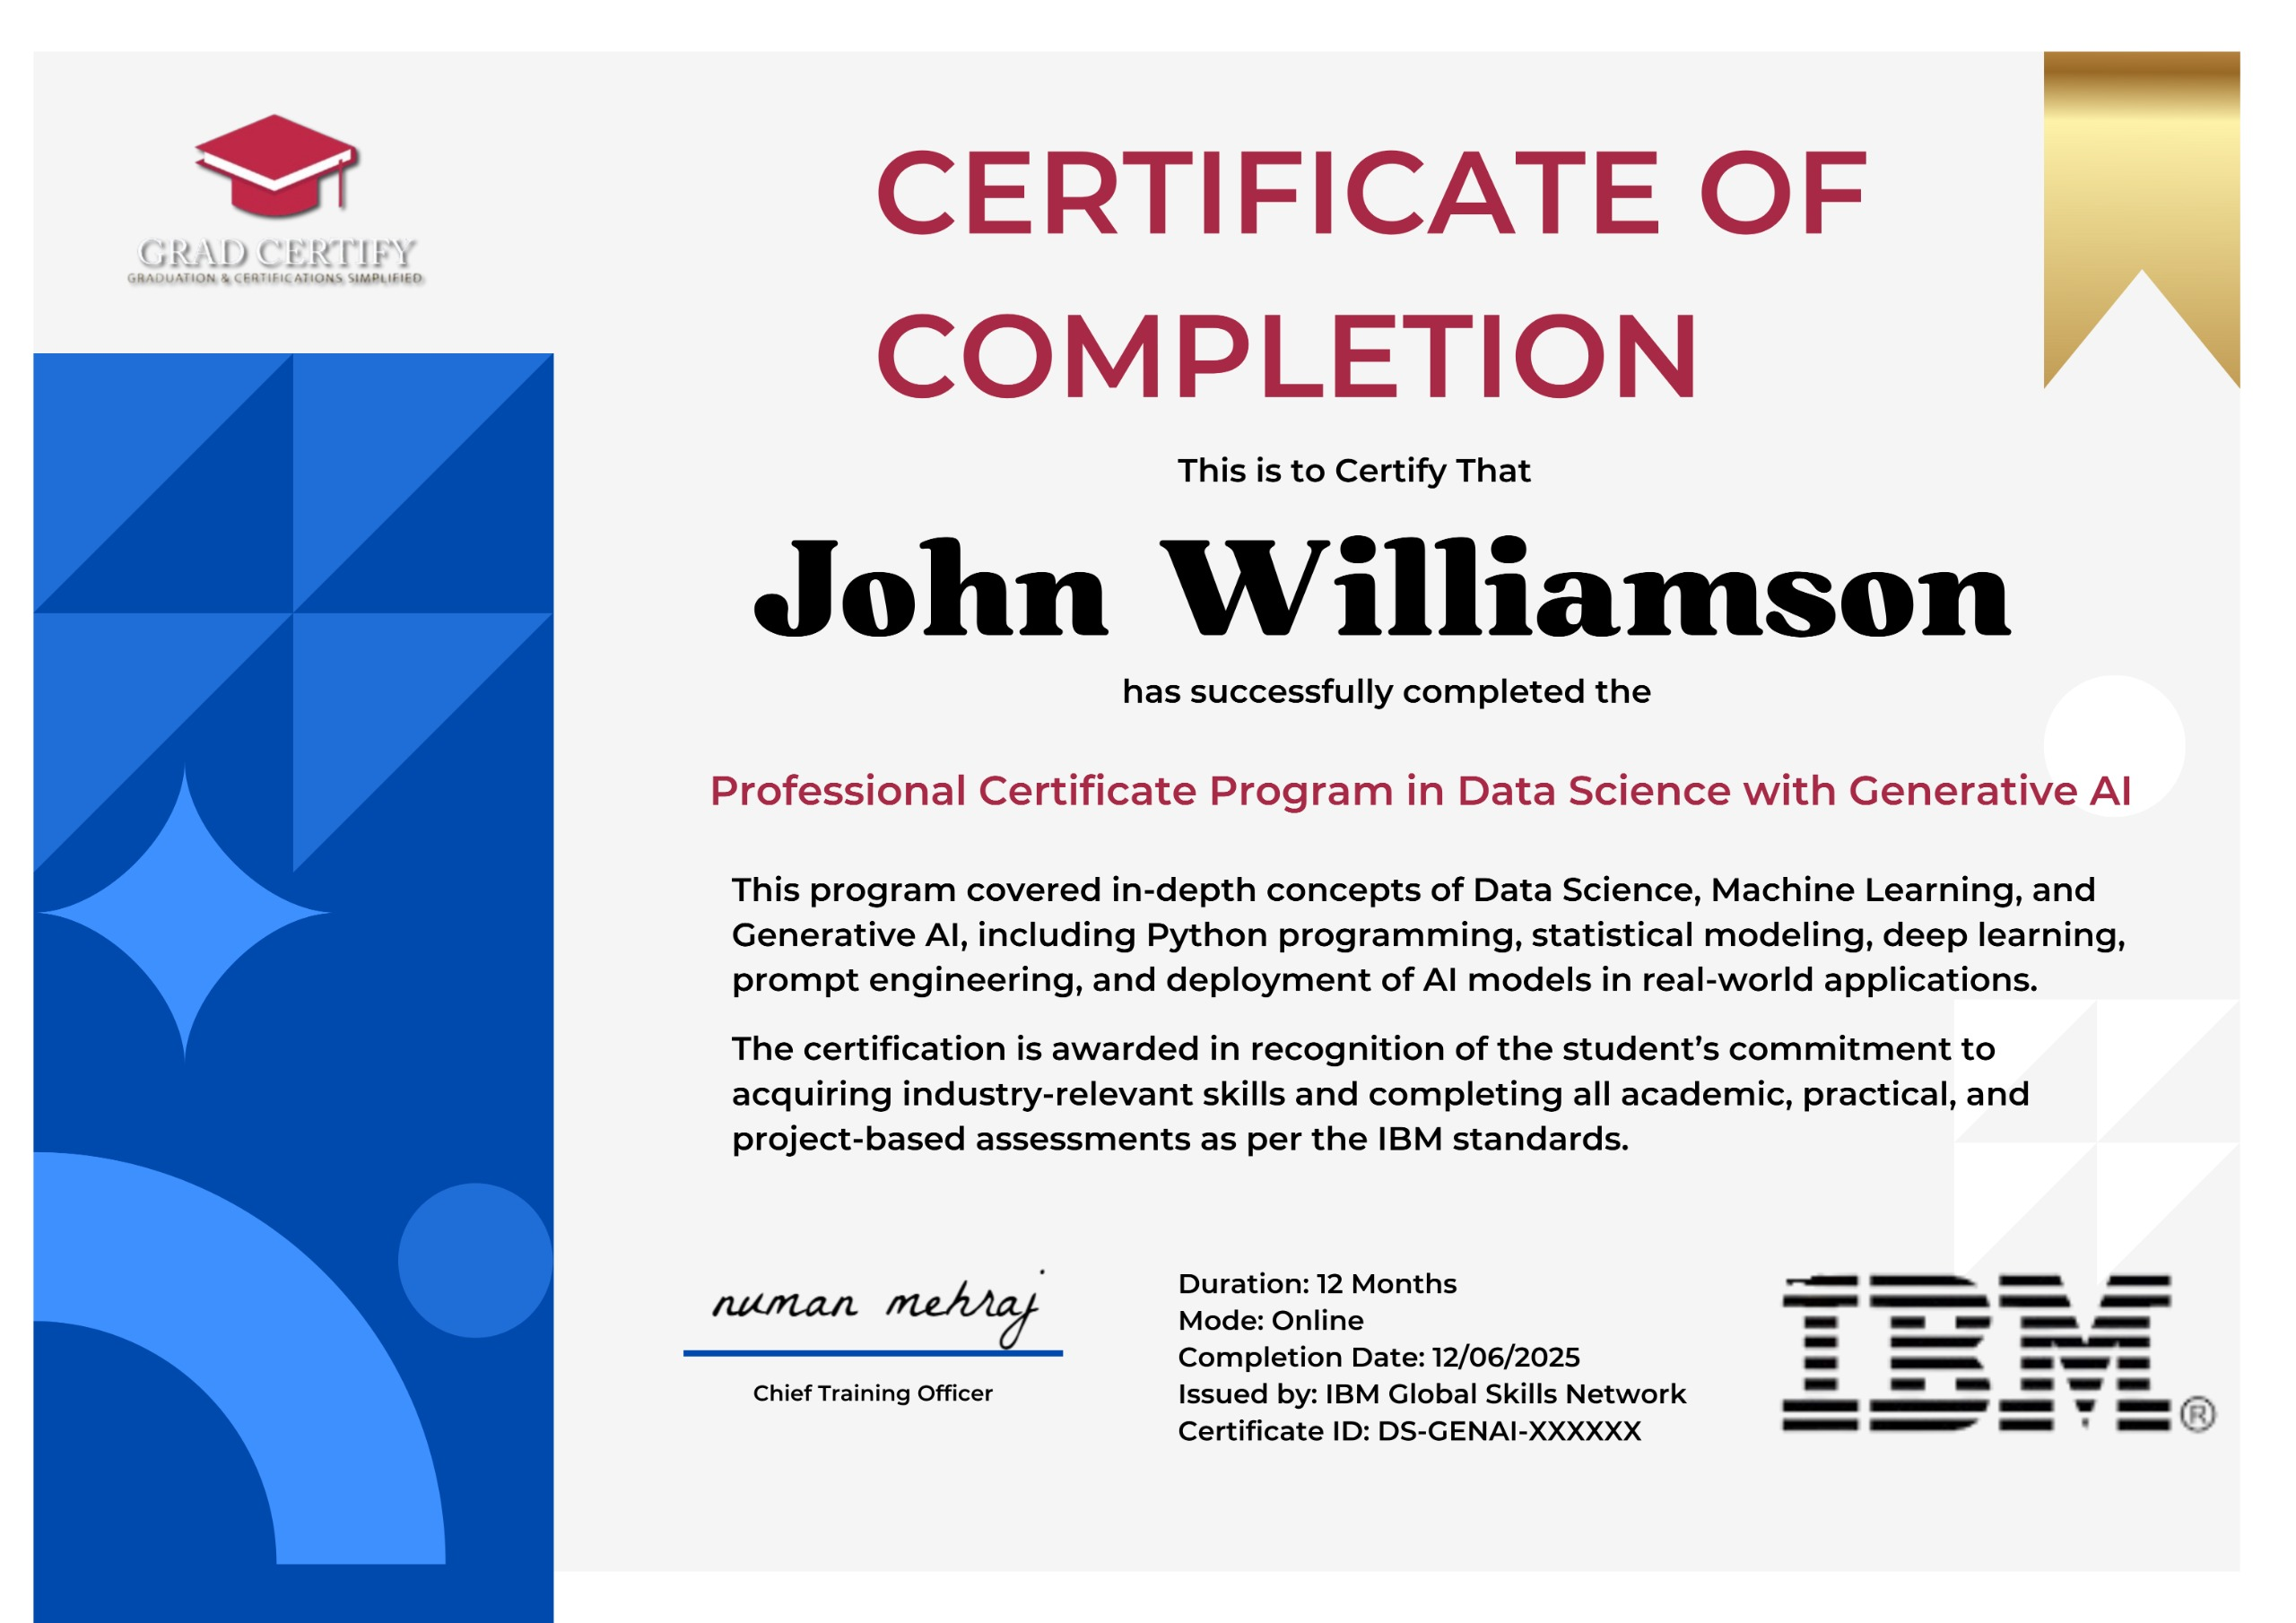 GRAD CERTIFY
GRADUATION & CERTIFICATIONS SIMPLIFIED
CERTIFICATE OF
COMPLETION
This is to Certify That
John Williamson
has successfully completed the
Professional Certificate Program in Data Science with Generative AI
This program covered in-depth concepts of Data Science, Machine Learning, and
Generative AI, including Python programming, statistical modeling, deep learning,
prompt engineering, and deployment of AI models in real-world applications.
The certification is awarded in recognition of the student’s commitment to
acquiring industry-relevant skills and completing all academic, practical, and
project-based assessments as per the IBM standards.
numan mehraj
Chief Training Officer
Duration: 12 Months
Mode: Online
Completion Date: 12/06/2025
Issued by: IBM Global Skills Network
Certificate ID: DS-GENAI-XXXXXX
IBM®